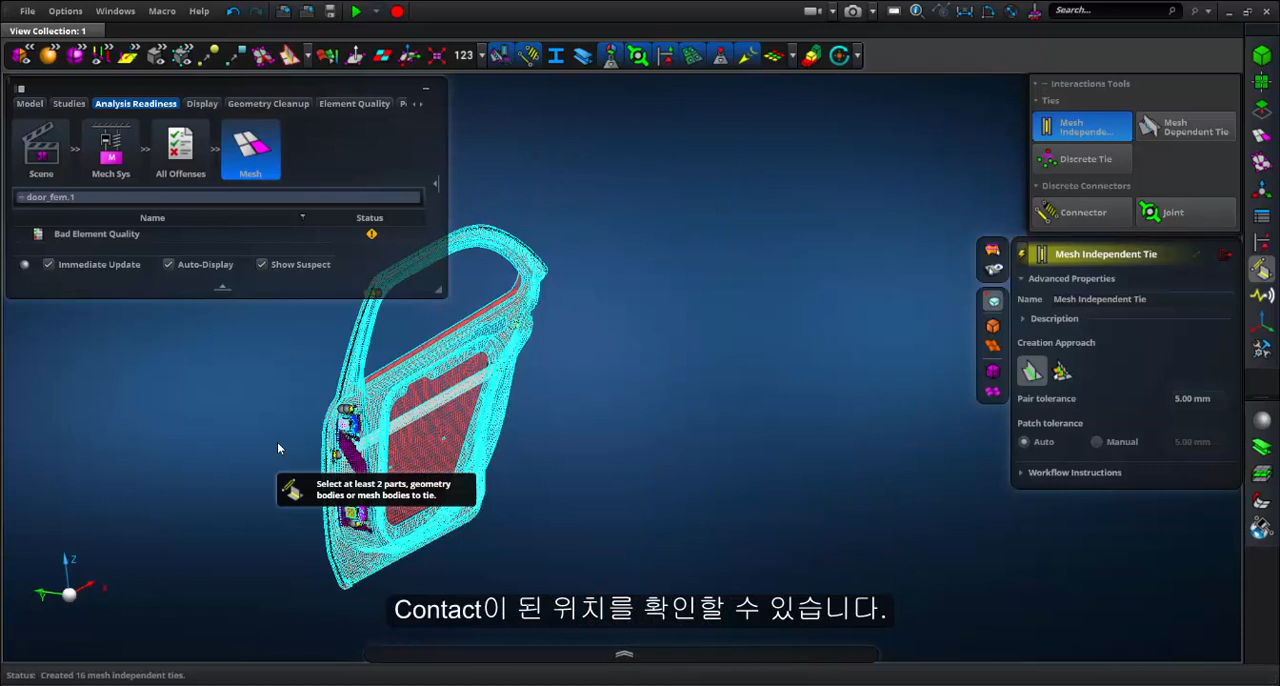 File Options Windows Macro Help
Search...
View Collection: 1
123
Model Studies Analysis Readiness Display Geometry Cleanup Element Quality
Scene >> Mech Sys >> All Offenses >> Mesh
door_fem.1
Name Status
Bad Element Quality
Immediate Update Auto-Display Show Suspect
Interactions Tools
Ties
Mesh Independe...
Mesh Dependent Tie
Discrete Tie
Discrete Connectors
Connector Joint
Mesh Independent Tie
Advanced Properties
Name Mesh Independent Tie
Description
Creation Approach
Pair tolerance 5.00 mm
Patch tolerance
Auto Manual 5.00 mm
Workflow Instructions
Select at least 2 parts, geometry
bodies or mesh bodies to tie.
Z
Contact이 된 위치를 확인할 수 있습니다.
Status: Created 16 mesh independent ties.